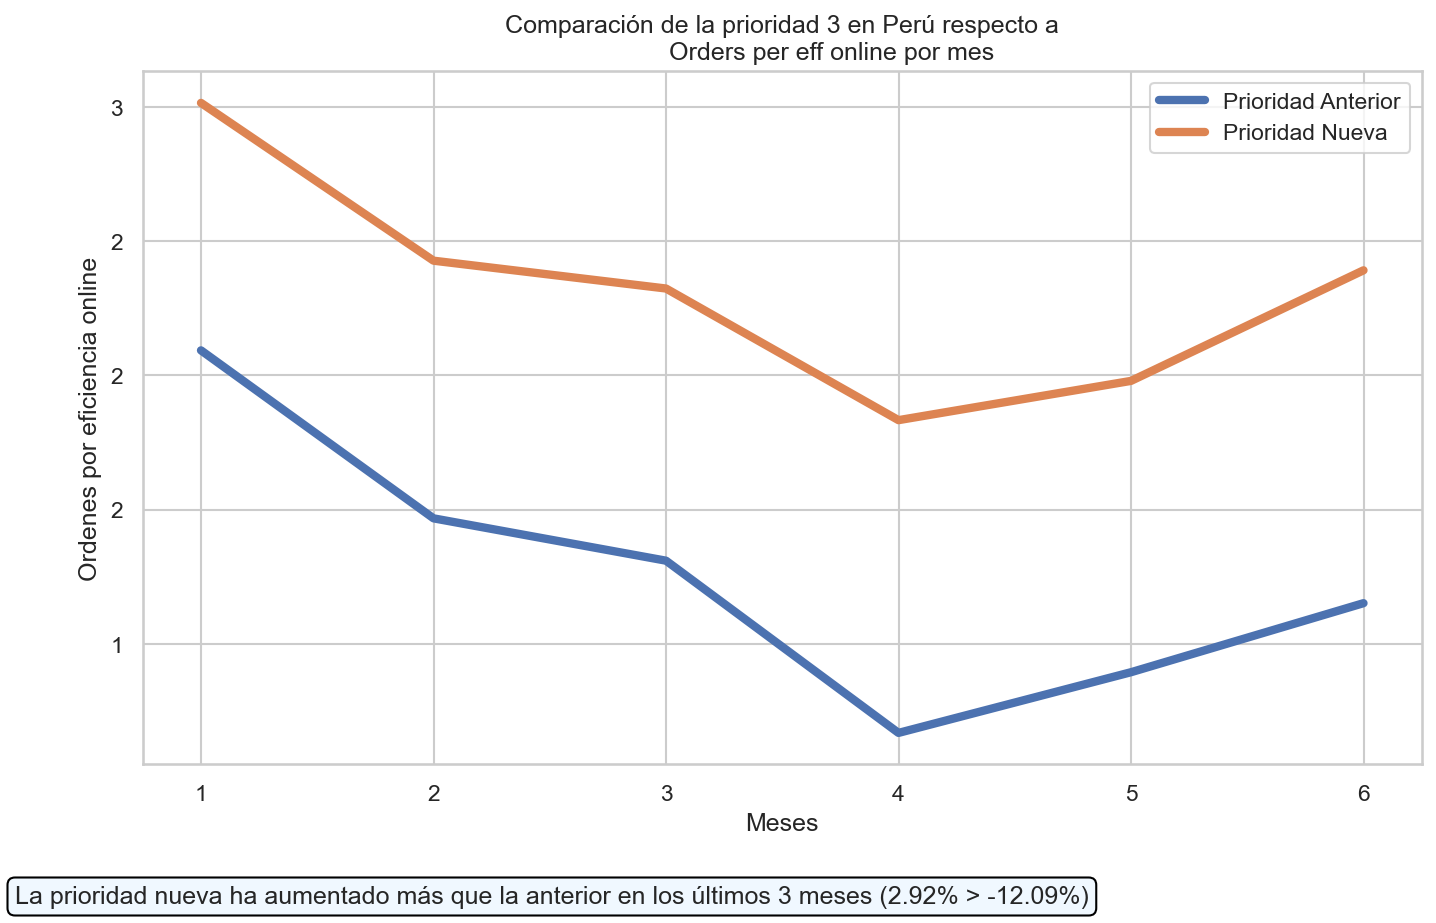 Comparación de la prioridad 3 en Perú respecto a
Orders per eff online por mes
Prioridad Anterior
Prioridad Nueva
Ordenes por eficiencia online
3
2
2
2
1
1 2 3 4 5 6
Meses
La prioridad nueva ha aumentado más que la anterior en los últimos 3 meses (2.92% > -12.09%)